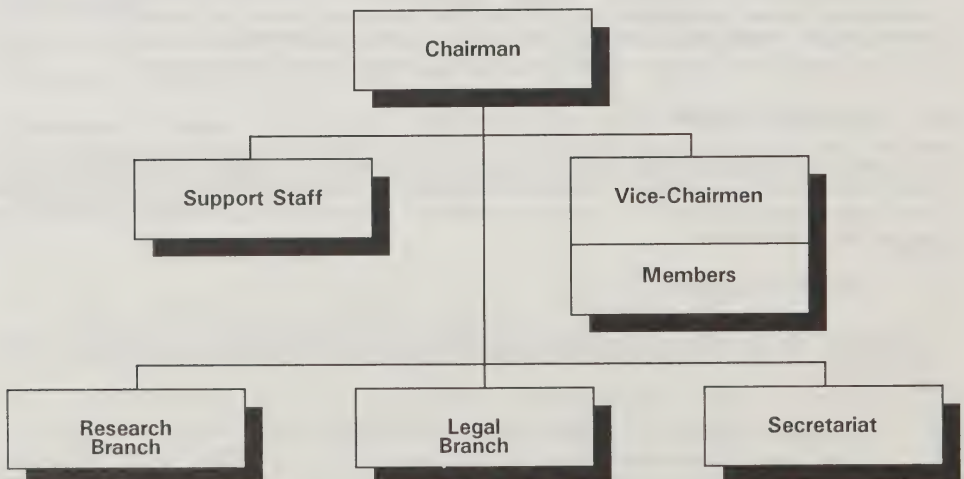 Chairman
Support Staff
Vice-Chairmen
Members
Research
Branch
Legal
Branch
Secretariat